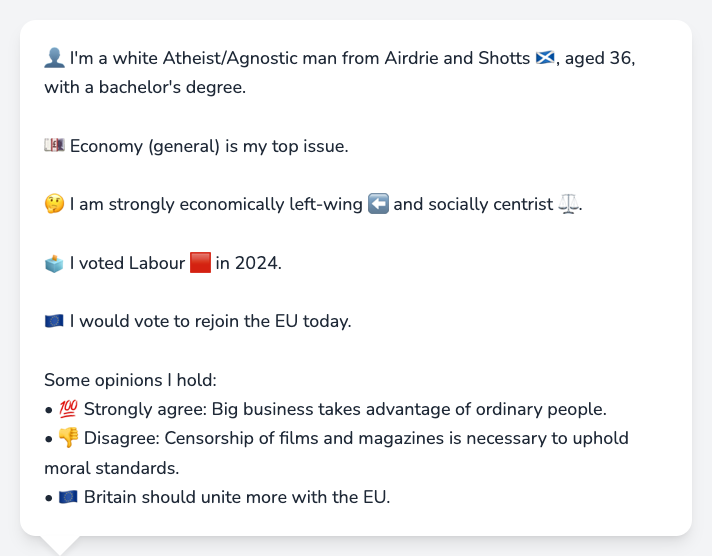 👤 I'm a white Atheist/Agnostic man from Airdrie and Shotts 🏴󠁧󠁢󠁳󠁣󠁴󠁿, aged 36,
with a bachelor's degree.
💷 Economy (general) is my top issue.
🤔 I am strongly economically left-wing ⬅️ and socially centrist ⚖️.
🗳️ I voted Labour 🟥 in 2024.
🇪🇺 I would vote to rejoin the EU today.
Some opinions I hold:
• 💯 Strongly agree: Big business takes advantage of ordinary people.
• 👎 Disagree: Censorship of films and magazines is necessary to uphold
moral standards.
• 🇪🇺 Britain should unite more with the EU.